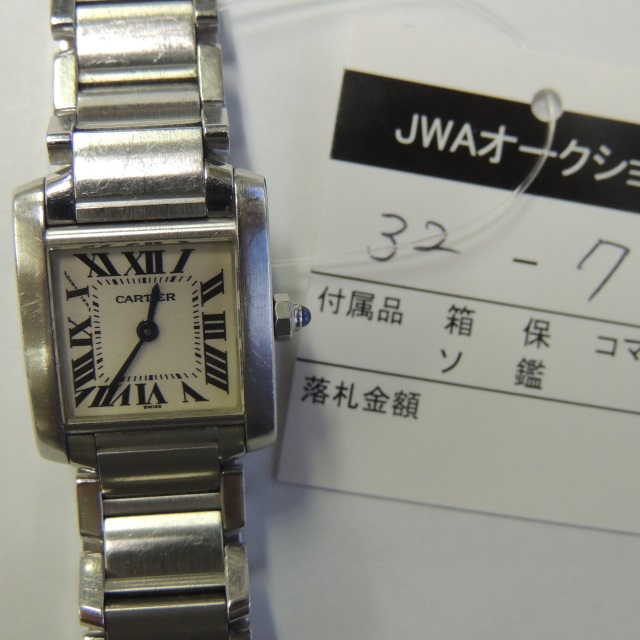 CARTIER
SWISS
JWAオークショ
32-7
付属品 箱 保 コマ
ソ 鑑
落札金額